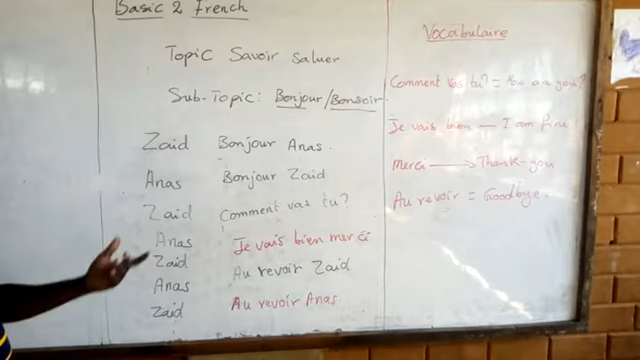 Basic 2 French
Topic Savoir saluer
Sub-Topic: Bonjour/Bonsoir
Zaid Bonjour Anas.
Anas Bonjour Zaid
Zaid Comment vas tu?
Anas Je vais bien merci
Zaid Au revoir Zaid
Anas
Zaid Au revoir Anas
Vocabulaire
Comment vas tu? = How are you?
Je vais bien — I am fine
Merci → Thank-you
Au revoir = Goodbye.